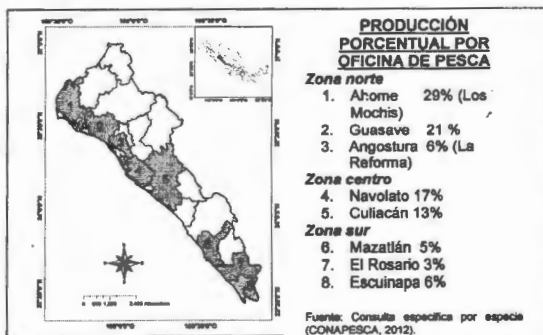 PRODUCCIÓN
PORCENTUAL POR
OFICINA DE PESCA
Zona norte
1. Ahome 29% (Los
Mochis)
2. Guasave 21 %
3. Angostura 6% (La
Reforma)
Zona centro
4. Navolato 17%
5. Culiacán 13%
Zona sur
6. Mazatlán 5%
7. El Rosario 3%
8. Escuinapa 6%
Fuente: Consulta específica por especie
(CONAPESCA, 2012).